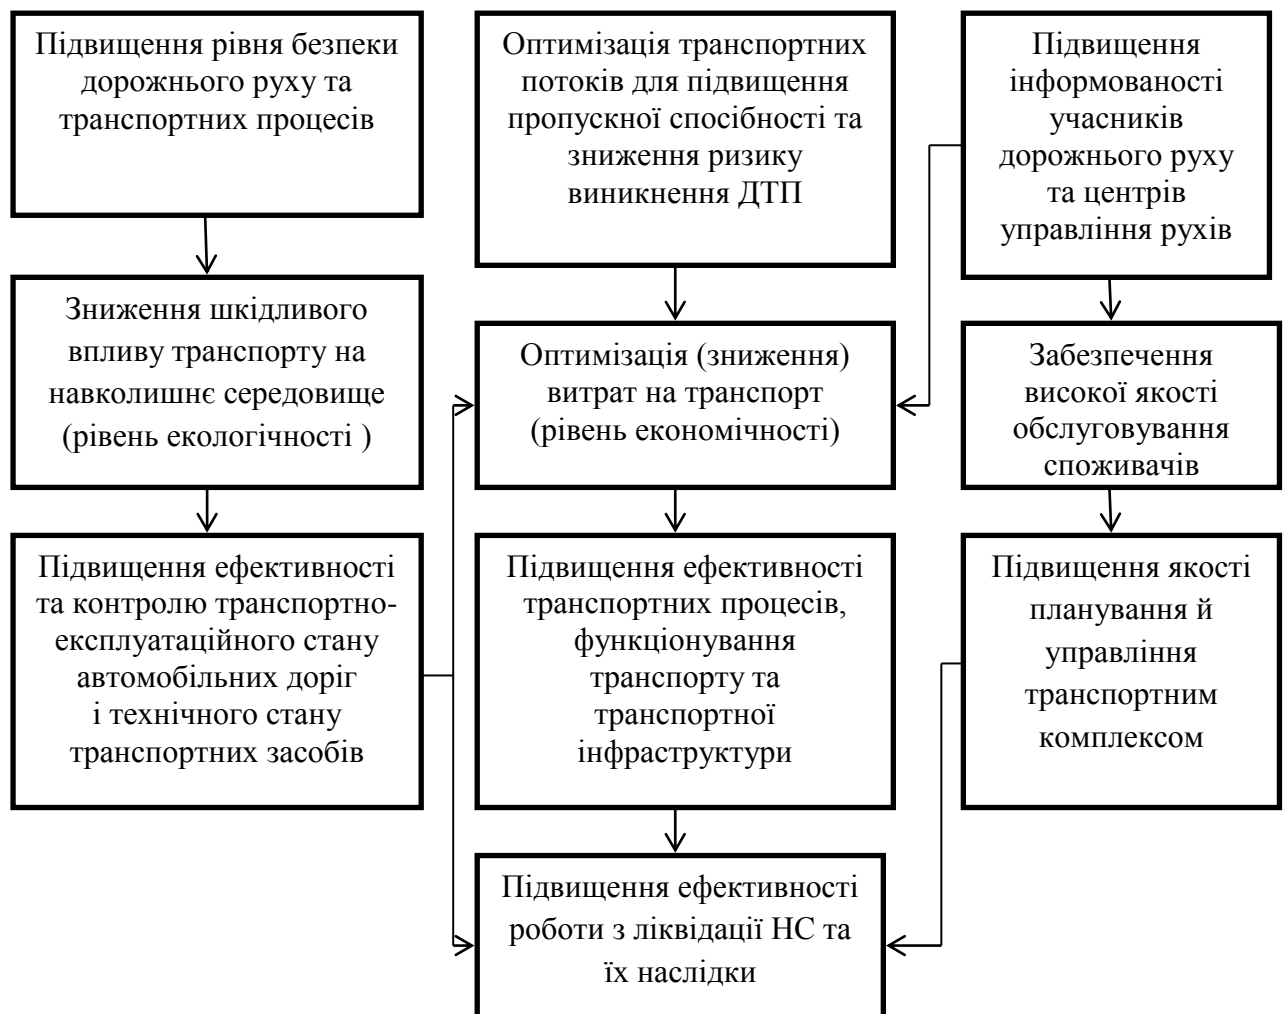 Підвищення рівня безпеки
дорожнього руху та
транспортних процесів
Оптимізація транспортних
потоків для підвищення
пропускної спосібності та
зниження ризику
виникнення ДТП
Підвищення
інформованості
учасників
дорожнього руху
та центрів
управління рухів
Зниження шкідливого
впливу транспорту на
навколишнє середовище
(рівень екологічності )
Оптимізація (зниження)
витрат на транспорт
(рівень економічності)
Забезпечення
високої якості
обслуговування
споживачів
Підвищення ефективності
та контролю транспортно-
експлуатаційного стану
автомобільних доріг
і технічного стану
транспортних засобів
Підвищення ефективності
транспортних процесів,
функціонування
транспорту та
транспортної
інфраструктури
Підвищення якості
планування й
управління
транспортним
комплексом
Підвищення ефективності
роботи з ліквідації НС та
їх наслідки